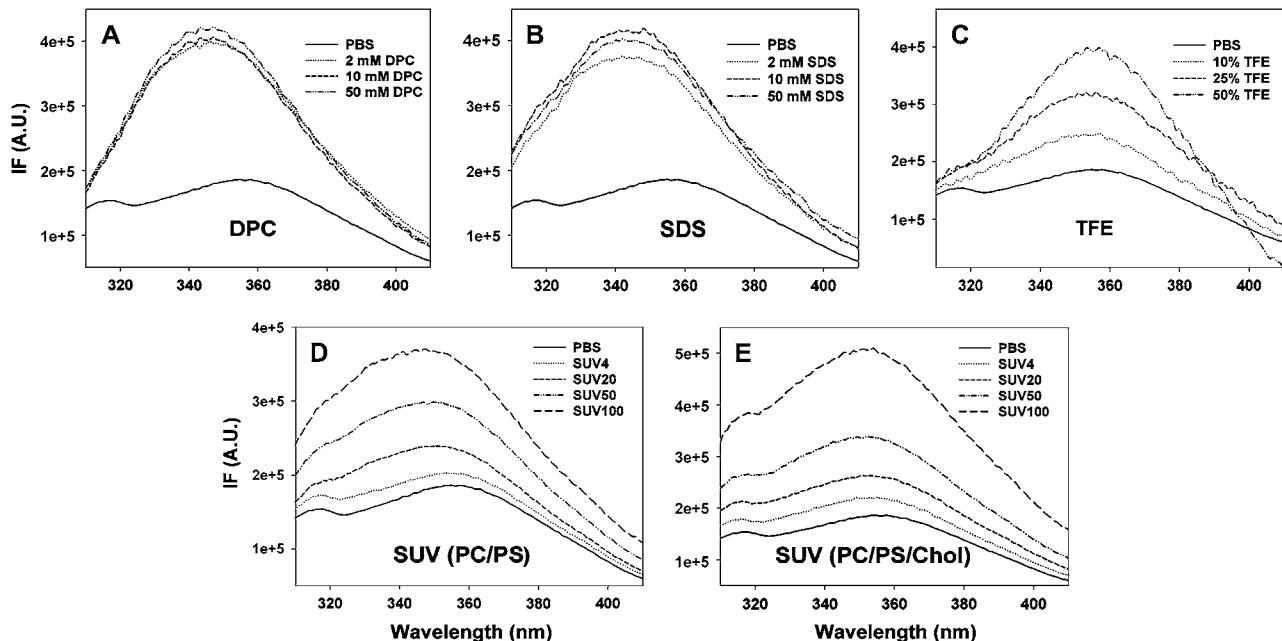 A
4e+5
3e+5
2e+5
1e+5
IF (A.U.)
PBS
2 mM DPC
10 mM DPC
50 mM DPC
DPC
320
340
360
380
400
B
4e+5
3e+5
2e+5
1e+5
PBS
2 mM SDS
10 mM SDS
50 mM SDS
SDS
320
340
360
380
400
C
4e+5
3e+5
2e+5
1e+5
PBS
10% TFE
25% TFE
50% TFE
TFE
320
340
360
380
400
D
4e+5
3e+5
2e+5
1e+5
IF (A.U.)
PBS
SUV4
SUV20
SUV50
SUV100
SUV (PC/PS)
320
340
360
380
400
Wavelength (nm)
E
5e+5
4e+5
3e+5
2e+5
1e+5
PBS
SUV4
SUV20
SUV50
SUV100
SUV (PC/PS/Chol)
320
340
360
380
400
Wavelength (nm)